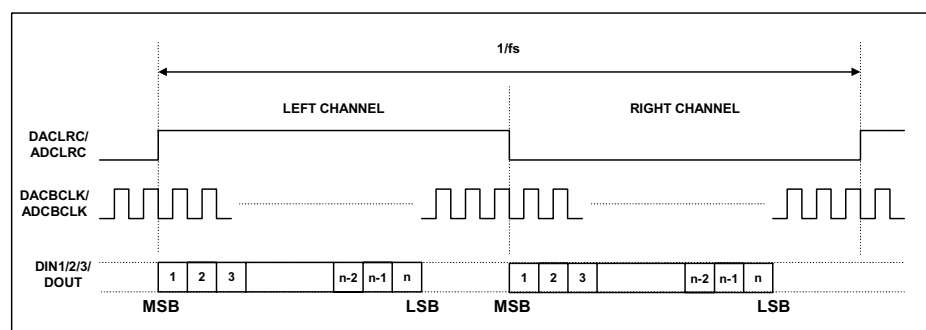 1/fs
LEFT CHANNEL
RIGHT CHANNEL
DACLRC/
ADCLRC
DACBCLK/
ADCBCLK
DIN1/2/3/
DOUT
1 2 3 n-2 n-1 n 1 2 3 n-2 n-1 n
MSB LSB MSB LSB